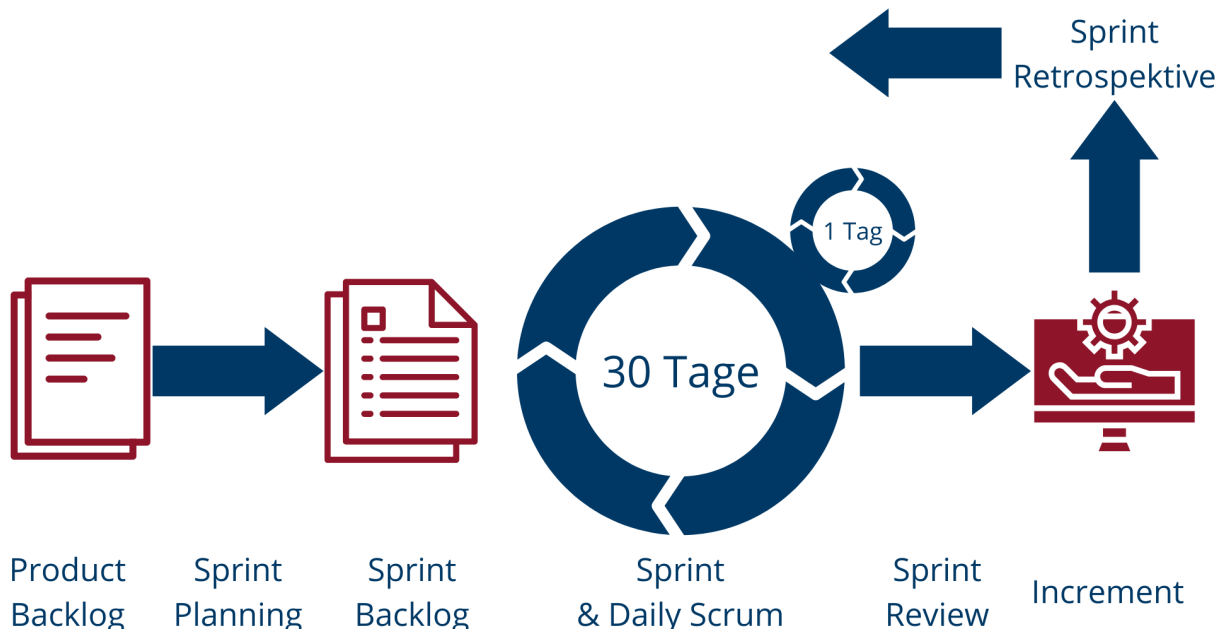 Sprint
Retrospektive
1 Tag
30 Tage
Product
Backlog
Sprint
Planning
Sprint
Backlog
Sprint
& Daily Scrum
Sprint
Review
Increment